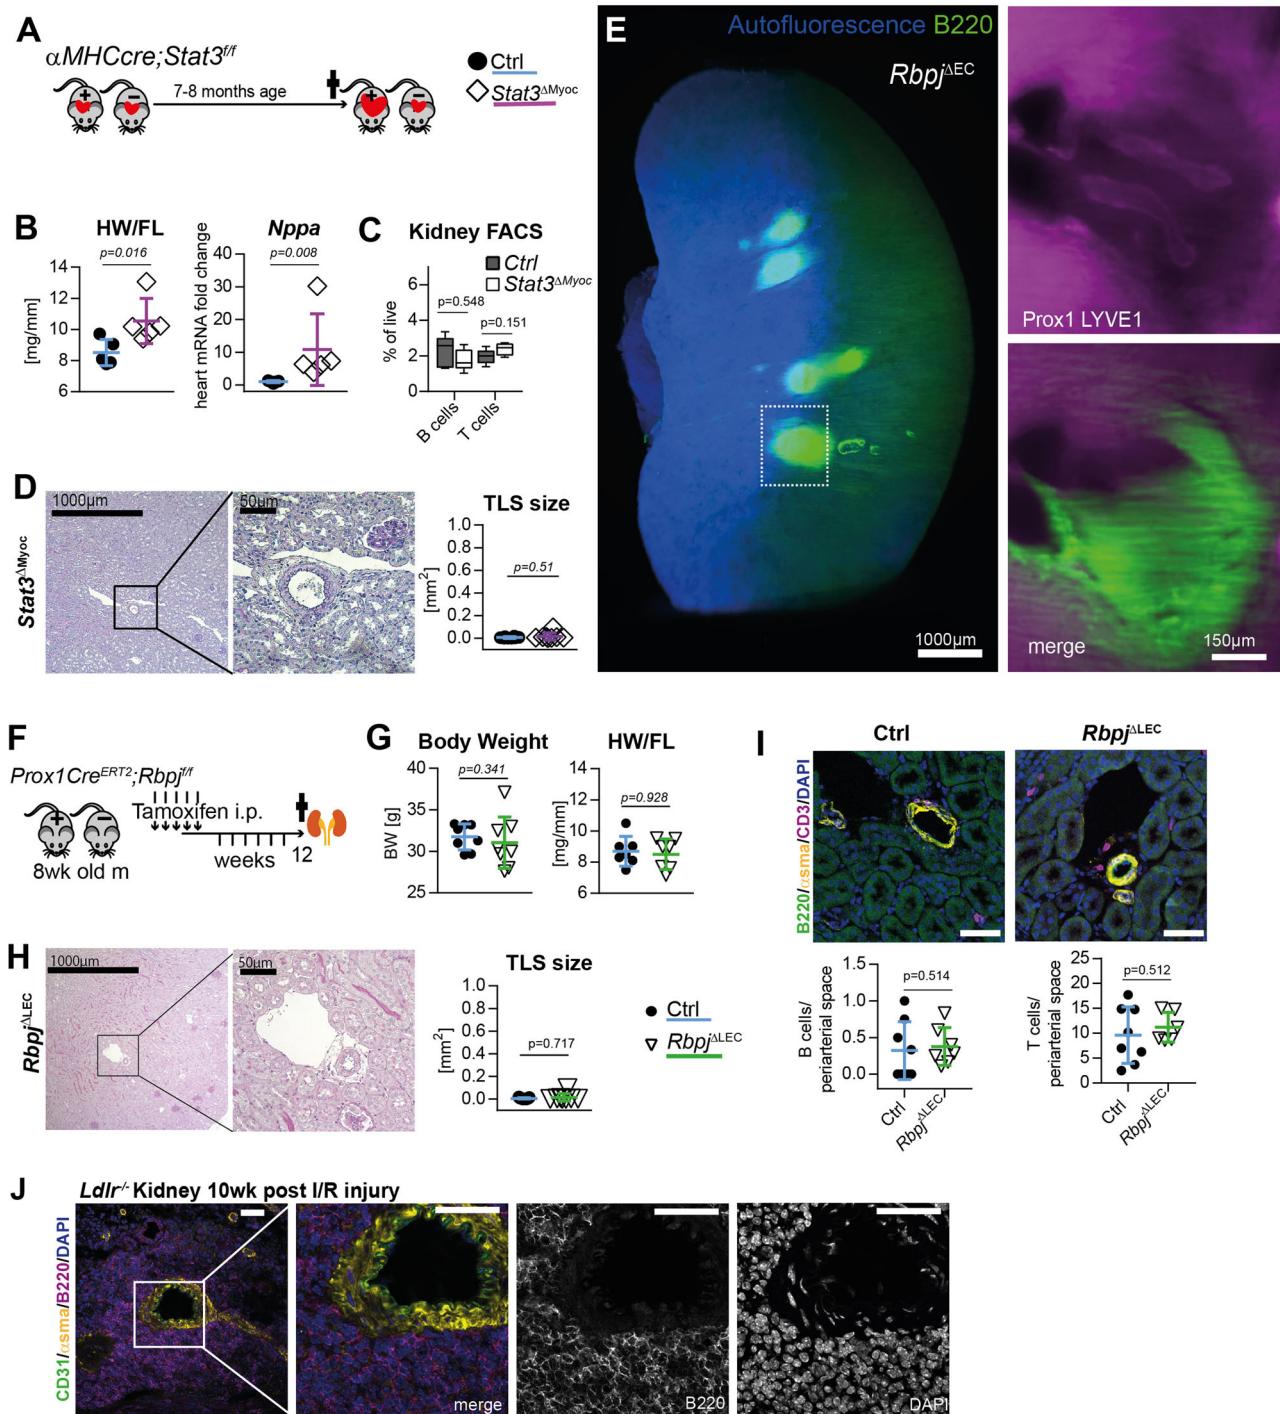 A
αMHCcre;Stat3f/f
+
−
7-8 months age
+
−
Ctrl
Stat3ΔMyoc
B
HW/FL
p=0.016
[mg/mm]
14
12
10
8
6
Nppa
p=0.008
heart mRNA fold change
40
30
20
10
0
C
Kidney FACS
Ctrl
Stat3ΔMyoc
% of live
6
4
2
0
p=0.548
p=0.151
B cells
T cells
D
Stat3ΔMyoc
1000µm
50µm
TLS size
[mm²]
1.0
0.8
0.6
0.4
0.2
0.0
p=0.51
E
Autofluorescence B220
RbpjΔEC
1000µm
Prox1 LYVE1
merge
150µm
F
Prox1CreERT2;Rbpjf/f
+
−
8wk old m
Tamoxifen i.p.
weeks
12
G
Body Weight
p=0.341
BW [g]
40
35
30
25
HW/FL
p=0.928
[mg/mm]
14
12
10
8
6
H
RbpjΔLEC
1000µm
50µm
TLS size
[mm²]
1.0
0.8
0.6
0.4
0.2
0.0
p=0.717
Ctrl
RbpjΔLEC
I
Ctrl
RbpjΔLEC
B220/αsma/CD3/DAPI
B cells/
periarterial space
1.5
1.0
0.5
0.0
p=0.514
Ctrl
RbpjΔLEC
T cells/
periarterial space
25
20
15
10
5
0
p=0.512
Ctrl
RbpjΔLEC
J
Ldlr-/- Kidney 10wk post I/R injury
CD31/αsma/B220/DAPI
merge
B220
DAPI